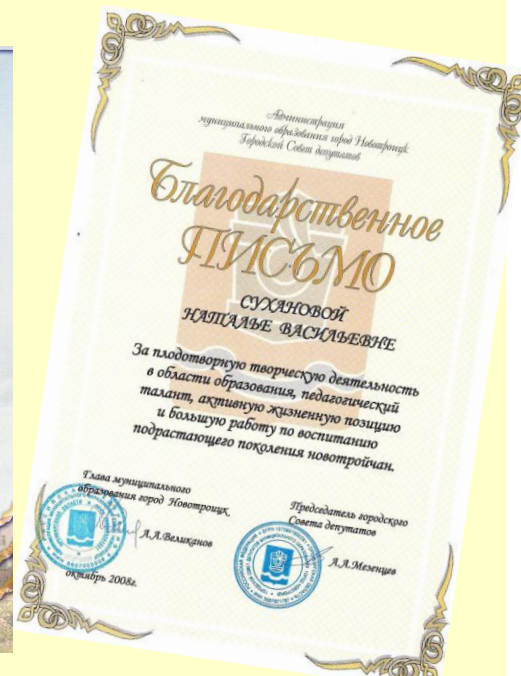 Администрация
муниципального образования город Новотроицк
Городской Совет депутатов
Благодарственное
ПИСЬМО
СУХАНОВОЙ
НАТАЛЬЕ ВАСИЛЬЕВНЕ
За плодотворную творческую деятельность
в области образования, педагогический
талант, активную жизненную позицию
и большую работу по воспитанию
подрастающего поколения новотройчан.
Глава муниципального
образования город Новотроицк
А.А.Великанов
октябрь 2008г.
Председатель городского
Совета депутатов
А.А.Мезенцев